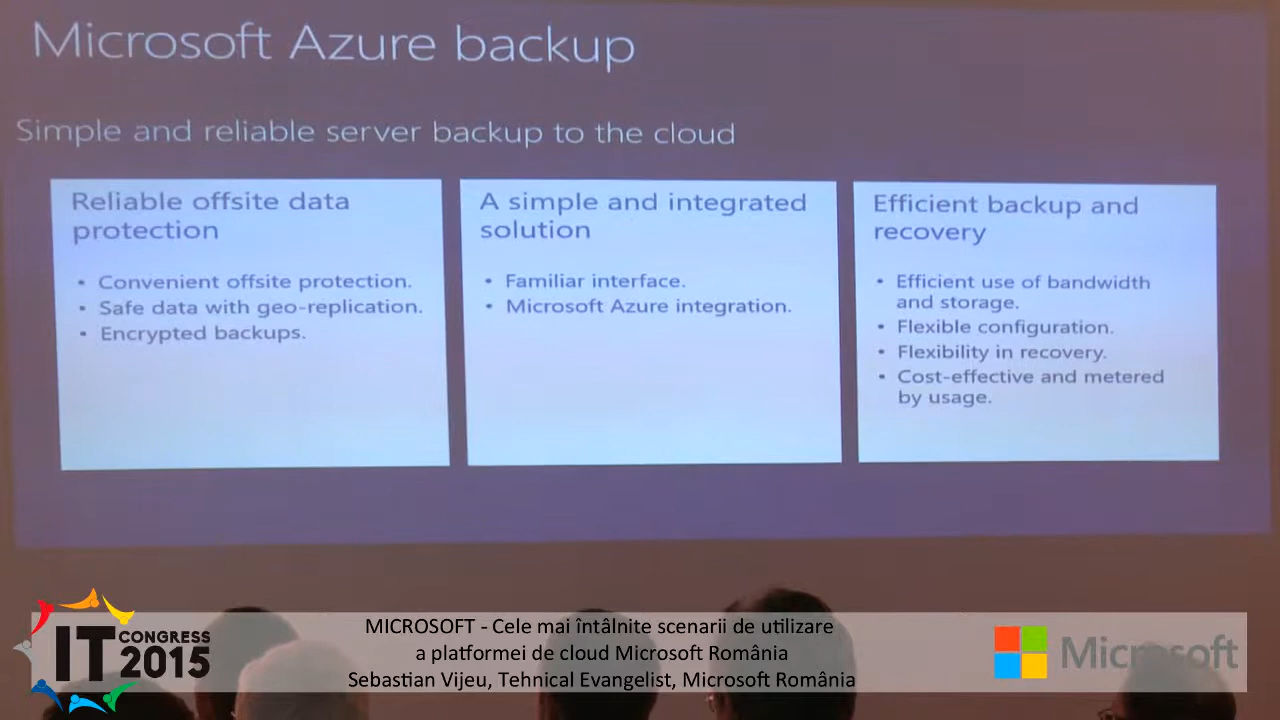 Microsoft Azure backup
Simple and reliable server backup to the cloud
Reliable offsite data
protection
• Convenient offsite protection.
• Safe data with geo-replication.
• Encrypted backups.
A simple and integrated
solution
• Familiar interface.
• Microsoft Azure integration.
Efficient backup and
recovery
• Efficient use of bandwidth
and storage.
• Flexible configuration.
• Flexibility in recovery.
• Cost-effective and metered
by usage.
IT CONGRESS
2015
MICROSOFT - Cele mai întâlnite scenarii de utilizare
a platformei de cloud Microsoft România
Sebastian Vijeu, Tehnical Evangelist, Microsoft România
Microsoft